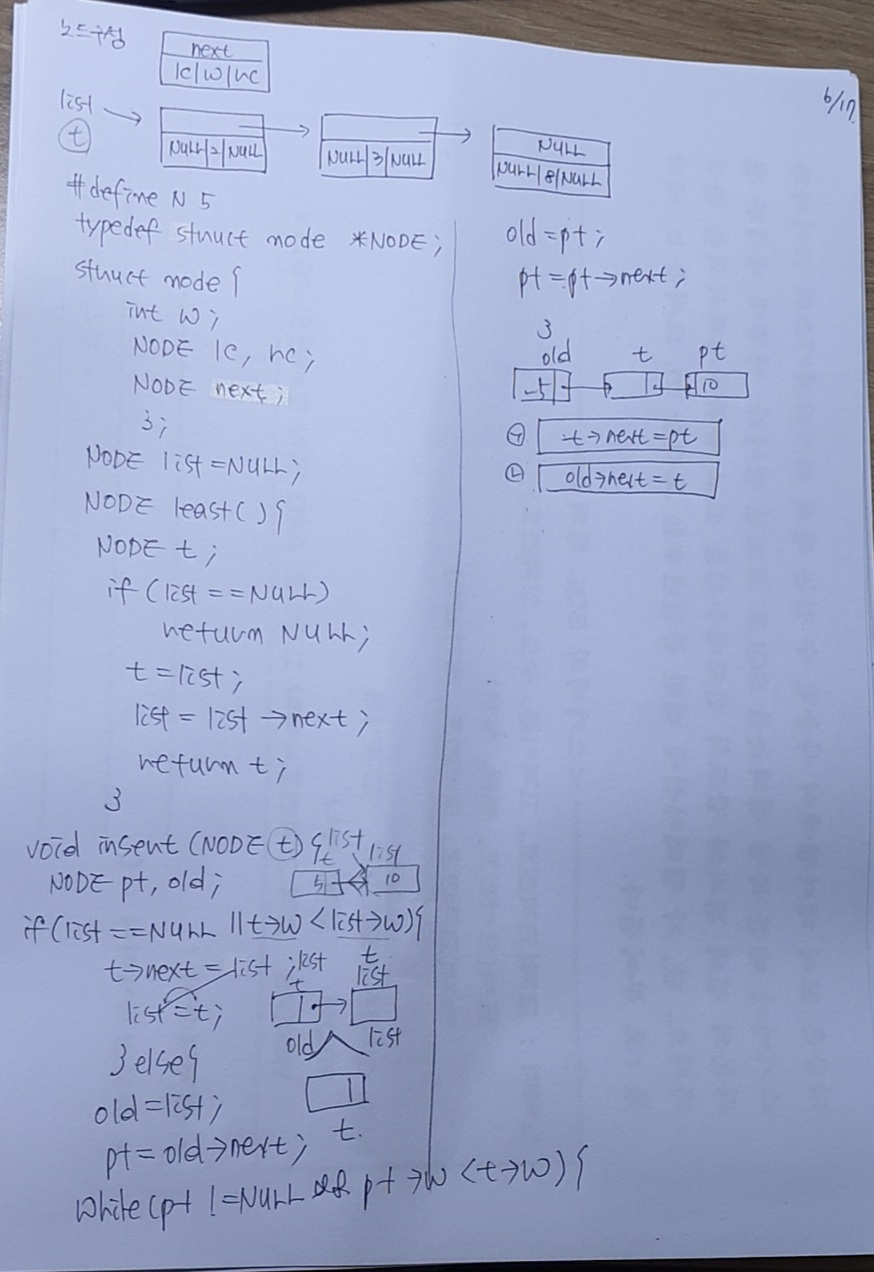 노드구성
next
lc|w|rc
6/17
list
t
NULL|2|NULL
NULL|3|NULL
NULL
NULL|8|NULL
#define N 5
typedef struct node *NODE;
struct node {
int w;
NODE lc, rc;
NODE next;
};
NODE list=NULL;
NODE least(){
NODE t;
if(list==NULL)
return NULL;
t=list;
list=list→next;
return t;
}
void insert(NODE t){
list
t
list
NODE pt, old;
5
10
if(list==NULL || t→w<list→w){
t→next=list;
list
t
t
list
list=t;
old
list
}else{
old=list;
t.
pt=old→next;
while(pt!=NULL && pt→w<t→w){
old=pt;
pt=pt→next;
}
old
t
pt
5
10
㉠ t→next=pt
㉡ old→next=t